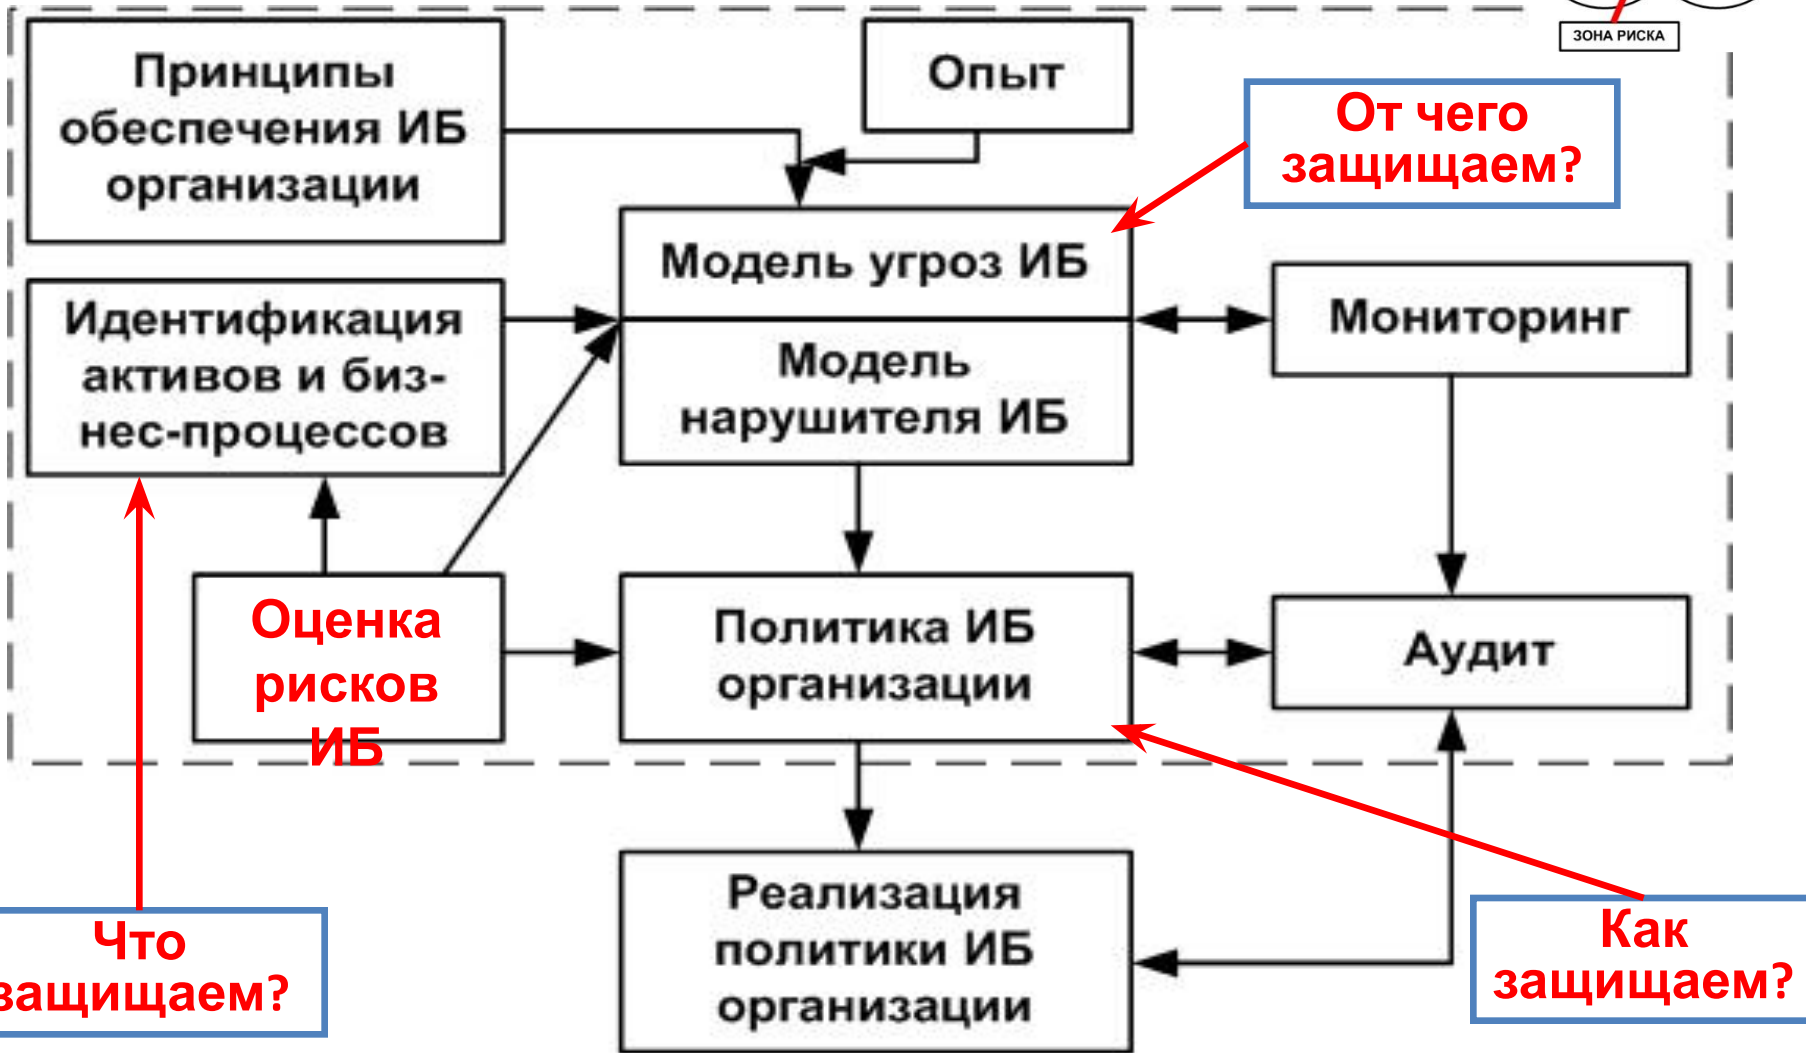 ЗОНА РИСКА
Принципы
обеспечения ИБ
организации
Опыт
От чего
защищаем?
Модель угроз ИБ
Идентификация
активов и биз-
нес-процессов
Модель
нарушителя ИБ
Мониторинг
Оценка
рисков
ИБ
Политика ИБ
организации
Аудит
Реализация
политики ИБ
организации
Что
защищаем?
Как
защищаем?